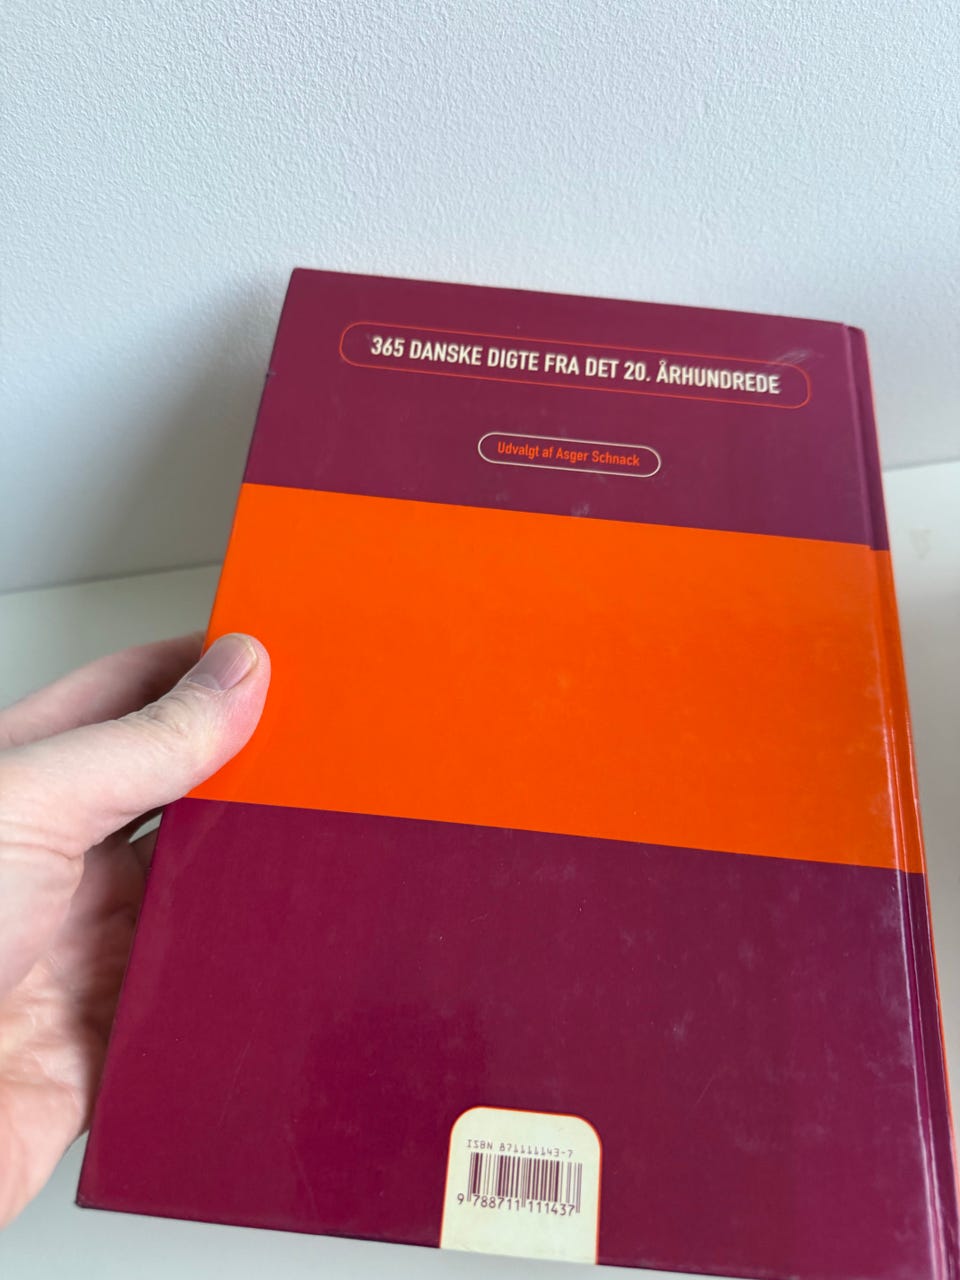 365 DANSKE DIGTE FRA DET 20. ÅRHUNDREDE
Udvalgt af Asger Schnack
ISBN 871111143-7
9 788711 111437